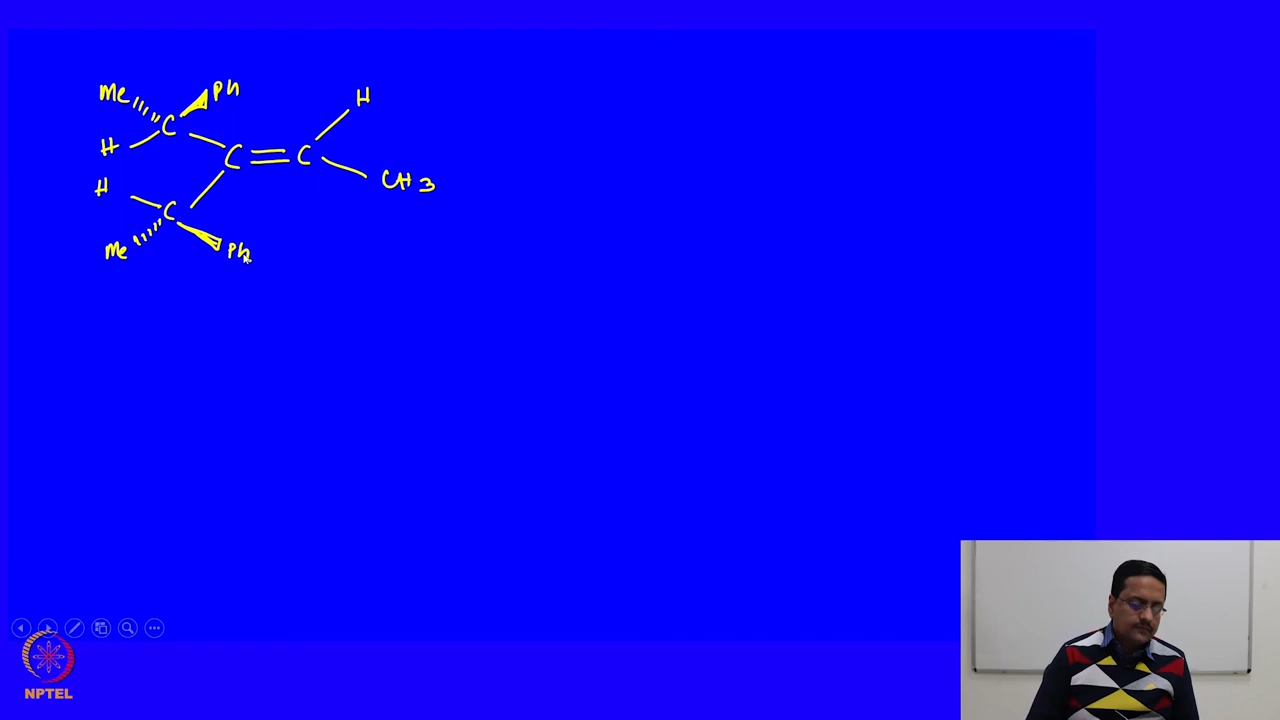 Me Ph H
H C
C = C
H CH3
C
Me Ph
NPTEL